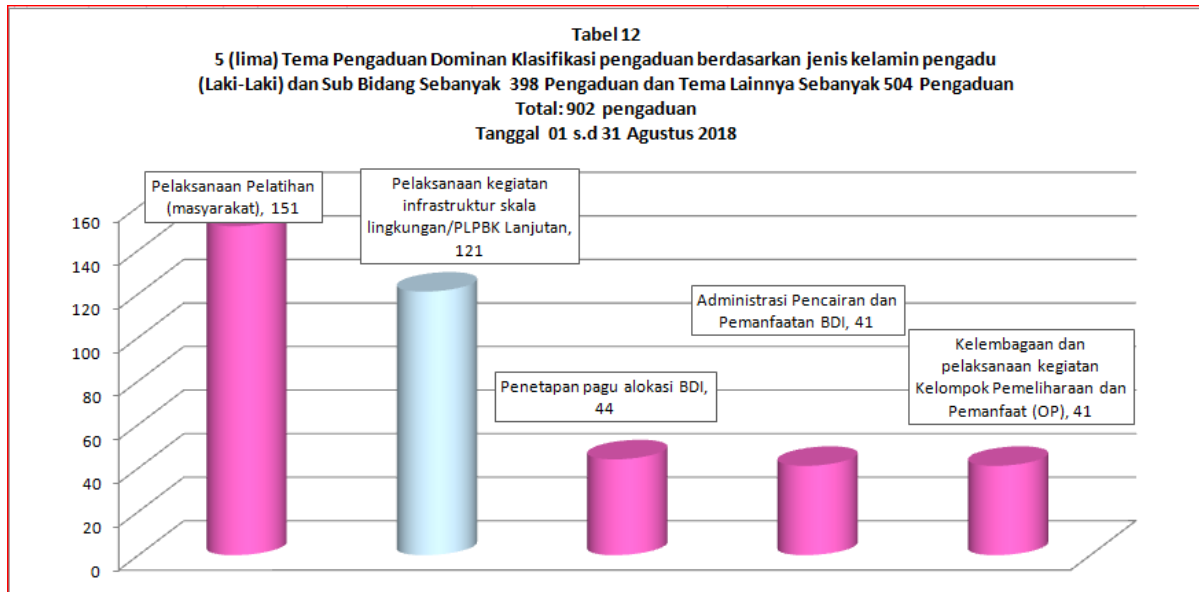 Tabel 12
5 (lima) Tema Pengaduan Dominan Klasifikasi pengaduan berdasarkan jenis kelamin pengadu
(Laki-Laki) dan Sub Bidang Sebanyak 398 Pengaduan dan Tema Lainnya Sebanyak 504 Pengaduan
Total: 902 pengaduan
Tanggal 01 s.d 31 Agustus 2018
Pelaksanaan Pelatihan
(masyarakat), 151
Pelaksanaan kegiatan
infrastruktur skala
lingkungan/PLPBK Lanjutan,
121
Penetapan pagu alokasi BDI,
44
Administrasi Pencairan dan
Pemanfaatan BDI, 41
Kelembagaan dan
pelaksanaan kegiatan
Kelompok Pemeliharaan dan
Pemanfaat (OP), 41
160
140
120
100
80
60
40
20
0